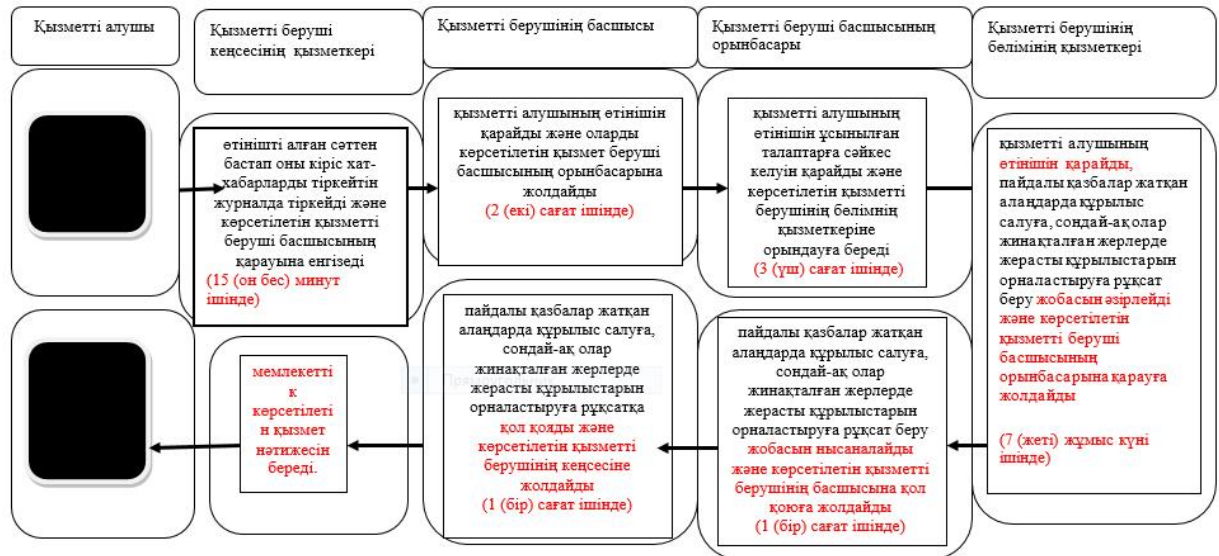 Қызметті алушы
Қызметті беруші
кеңсесінің қызметкері
Қызметті берушінің басшысы
Қызметті беруші басшысының
орынбасары
Қызметті берушінің
бөлімінің қызметкері
өтінішті алған сәттен
бастап оны кіріс хат-
хабарларды тіркейтін
журналда тіркейді және
көрсетілетін қызметті
беруші басшысының
қарауына енгізеді
(15 (он бес) минут
ішінде)
қызметті алушының өтінішін
қарайды және оларды
көрсетілетін қызмет беруші
басшысының орынбасарына
жолдайды
(2 (екі) сағат ішінде)
қызметті алушының
өтінішін ұсынылған
талаптарға сәйкес
келуін қарайды және
көрсетілетін қызметті
берушінің бөлімнің
қызметкеріне
орындауға береді
(3 (үш) сағат ішінде)
қызметті алушының
өтінішін қарайды,
пайдалы қазбалар жатқан
алаңдарда құрылыс
салуға, сондай-ақ олар
жинақталған жерлерде
жерасты құрылыстарын
орналастыруға рұқсат
беру жобасын әзірлейді
және көрсетілетін
қызметті беруші
басшысының
орынбасарына қарауға
жолдайды
(7 (жеті) жұмыс күні
ішінде)
пайдалы қазбалар жатқан
алаңдарда құрылыс салуға,
сондай-ақ олар
жинақталған жерлерде
жерасты құрылыстарын
орналастыруға рұқсат беру
жобасын нысаналайды
және көрсетілетін қызметті
берушінің басшысына қол
қоюға жолдайды
(1 (бір) сағат ішінде)
пайдалы қазбалар жатқан
алаңдарда құрылыс салуға,
сондай-ақ олар
жинақталған жерлерде
жерасты құрылыстарын
орналастыруға рұқсатқа
қол қояды және
көрсетілетін қызметті
берушінің кеңсесіне
жолдайды
(1 (бір) сағат ішінде)
мемлекетті
к
көрсетілеті
н қызмет
нәтижесін
береді.